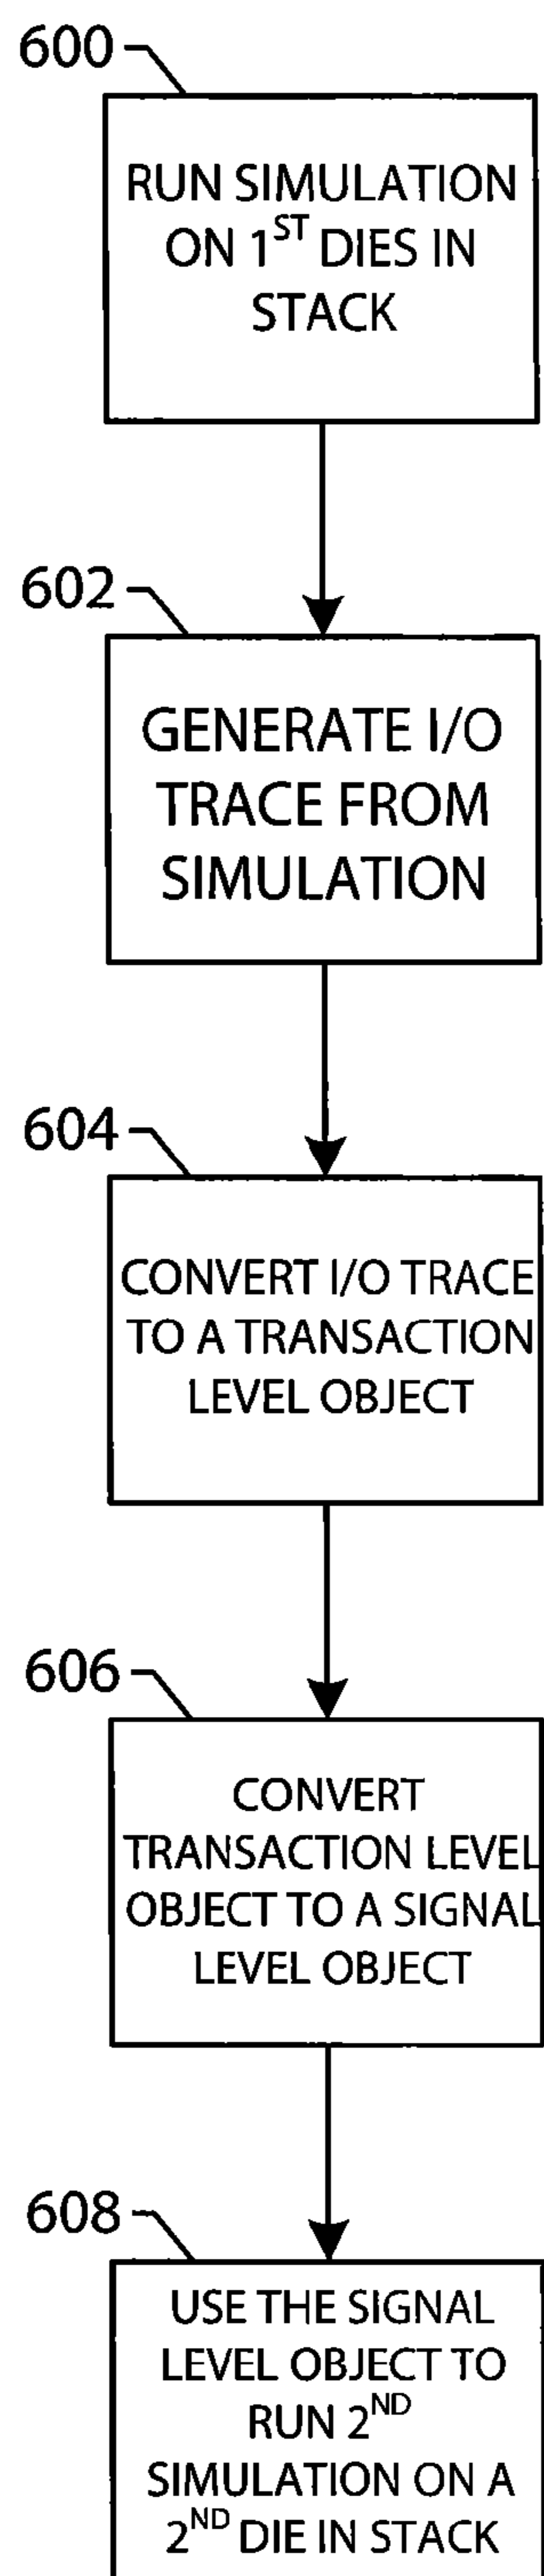 600
RUN SIMULATION
ON 1ST DIES IN
STACK
602
GENERATE I/O
TRACE FROM
SIMULATION
604
CONVERT I/O TRACE
TO A TRANSACTION
LEVEL OBJECT
606
CONVERT
TRANSACTION LEVEL
OBJECT TO A SIGNAL
LEVEL OBJECT
608
USE THE SIGNAL
LEVEL OBJECT TO
RUN 2ND
SIMULATION ON A
2ND DIE IN STACK